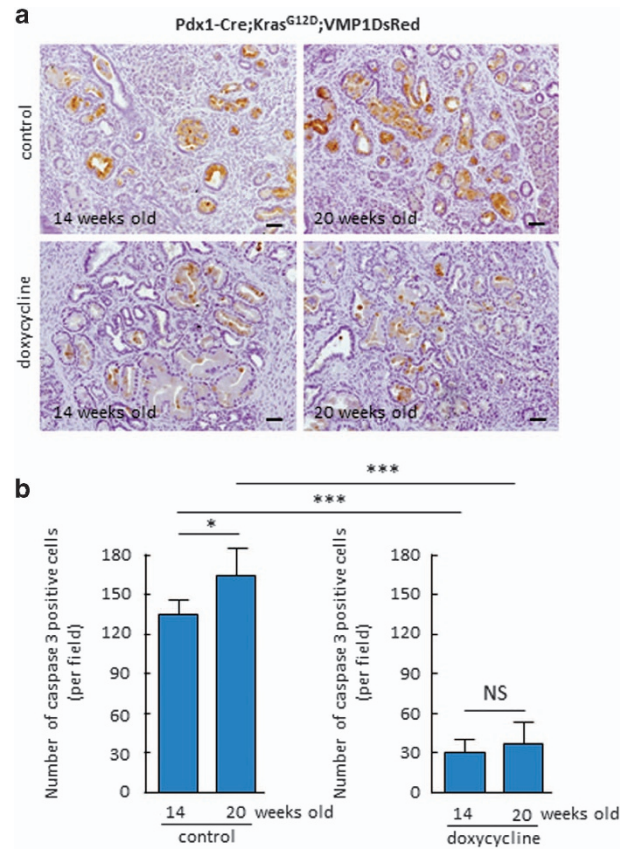 a
Pdx1-Cre;Kras^G12D;VMP1DsRed
control
14 weeks old
20 weeks old
doxycycline
14 weeks old
20 weeks old
b
***
***
*
Number of caspase 3 positive cells
(per field)
180
150
120
90
60
30
0
14 20 weeks old
control
Number of caspase 3 positive cells
(per field)
180
150
120
90
60
30
0
NS
14 20 weeks old
doxycycline